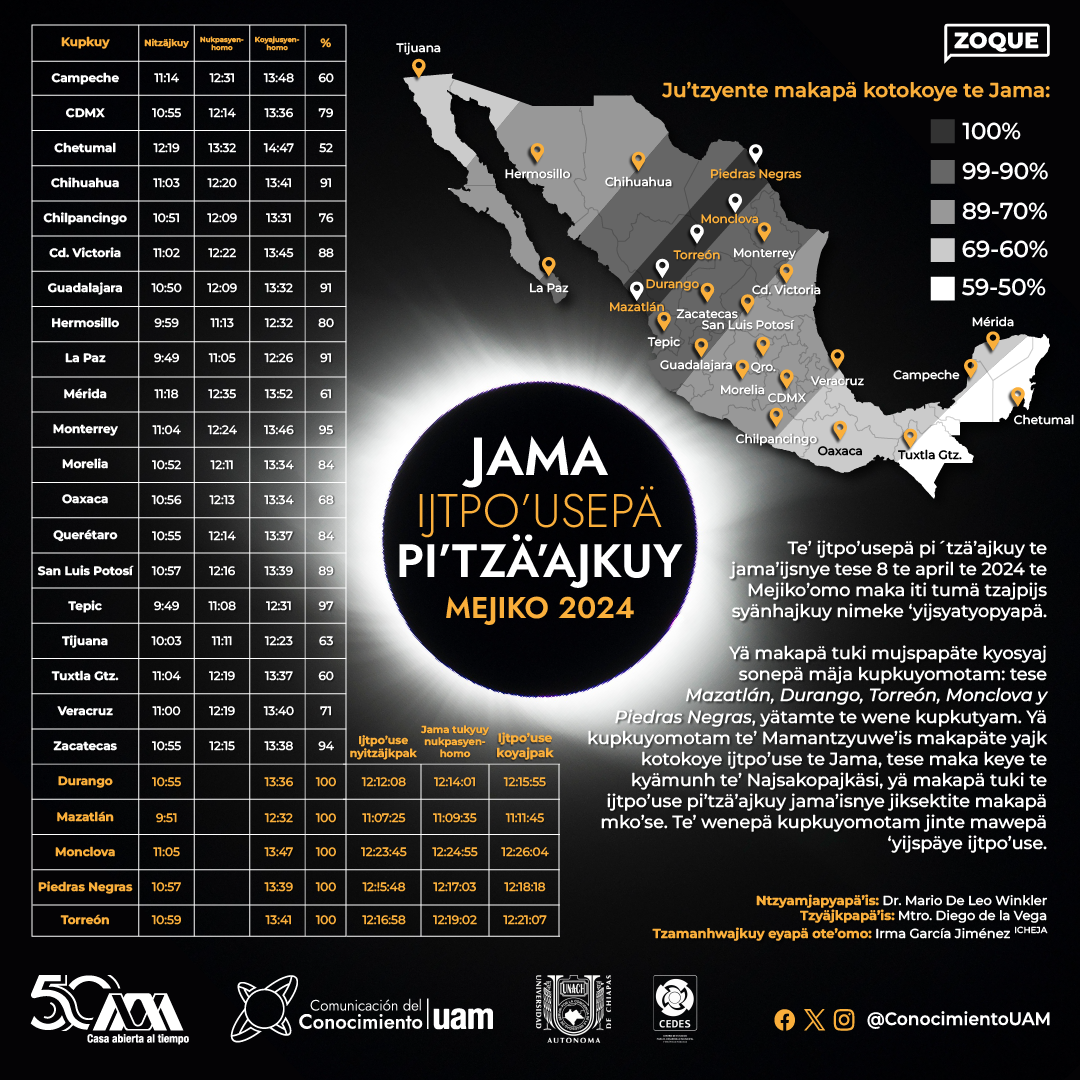 Kupkuy Nitzäjkuy Nukpasyen-homo Koyajusyen-homo %
Campeche 11:14 12:31 13:48 60
CDMX 10:55 12:14 13:36 79
Chetumal 12:19 13:32 14:47 52
Chihuahua 11:03 12:20 13:41 91
Chilpancingo 10:51 12:09 13:31 76
Cd. Victoria 11:02 12:22 13:45 88
Guadalajara 10:50 12:09 13:32 91
Hermosillo 9:59 11:13 12:32 80
La Paz 9:49 11:05 12:26 91
Mérida 11:18 12:35 13:52 61
Monterrey 11:04 12:24 13:46 95
Morelia 10:52 12:11 13:34 84
Oaxaca 10:56 12:13 13:34 68
Querétaro 10:55 12:14 13:37 84
San Luis Potosí 10:57 12:16 13:39 89
Tepic 9:49 11:08 12:31 97
Tijuana 10:03 11:11 12:23 63
Tuxtla Gtz. 11:04 12:19 13:37 60
Veracruz 11:00 12:19 13:40 71
Zacatecas 10:55 12:15 13:38 94
Ijtpo'use nyitzäjkpak
Jama tukyuy nukpasyen-homo
Ijtpo'use koyajpak
Durango 10:55 13:36 100 12:12:08 12:14:01 12:15:55
Mazatlán 9:51 12:32 100 11:07:25 11:09:35 11:11:45
Monclova 11:05 13:47 100 12:23:45 12:24:55 12:26:04
Piedras Negras 10:57 13:39 100 12:!5:48 12:17:03 12:18:18
Torreón 10:59 13:41 100 12:16:58 12:19:02 12:21:07
ZOQUE
Ju'tzyente makapä kotokoye te Jama:
100%
99-90%
89-70%
69-60%
59-50%
Tijuana
Hermosillo
Chihuahua
Piedras Negras
Monclova
Monterrey
Torreón
La Paz
Durango
Cd. Victoria
Mazatlán
Zacatecas
San Luis Potosí
Tepic
Guadalajara
Qro.
Morelia
CDMX
Veracruz
Chilpancingo
Oaxaca
Tuxtla Gtz.
Mérida
Campeche
Chetumal
JAMA
IJTPO'USEPÄ
PI'TZÄ'AJKUY
MEJIKO 2024
Te' ijtpo'usepä pi´tzä'ajkuy te
jama'ijsnye tese 8 te april te 2024 te
Mejiko'omo maka iti tumä tzajpijs
syänhajkuy nimeke 'yijsyatyopyapä.
Yä makapä tuki mujspapäte kyosyaj
sonepä mäja kupkuyomotam: tese
Mazatlán, Durango, Torreón, Monclova y
Piedras Negras, yätamte te wene kupkutyam. Yä
kupkuyomotam te' Mamantzyuwe'is makapäte yajk
kotokoye ijtpo'use te Jama, tese maka keye te
kyämunh te' Najsakopajkäsi, yä makapä tuki te
ijtpo'use pi'tzä'ajkuy jama'isnye jiksektite makapä
mko'se. Te' wenepä kupkuyomotam jinte mawepä
'yijspäye ijtpo'use.
Ntzyamjapyapä'is: Dr. Mario De Leo Winkler
Tzyäjkpapä'is: Mtro. Diego de la Vega
Tzamanhwajkuy eyapä ote'omo: Irma García Jiménez ICHEJA
50
Casa abierta al tiempo
Comunicación del
Conocimiento uam
UNIVERSIDAD
UNACH
DE CHIAPAS
AUTONOMA
CEDES
@ConocimientoUAM